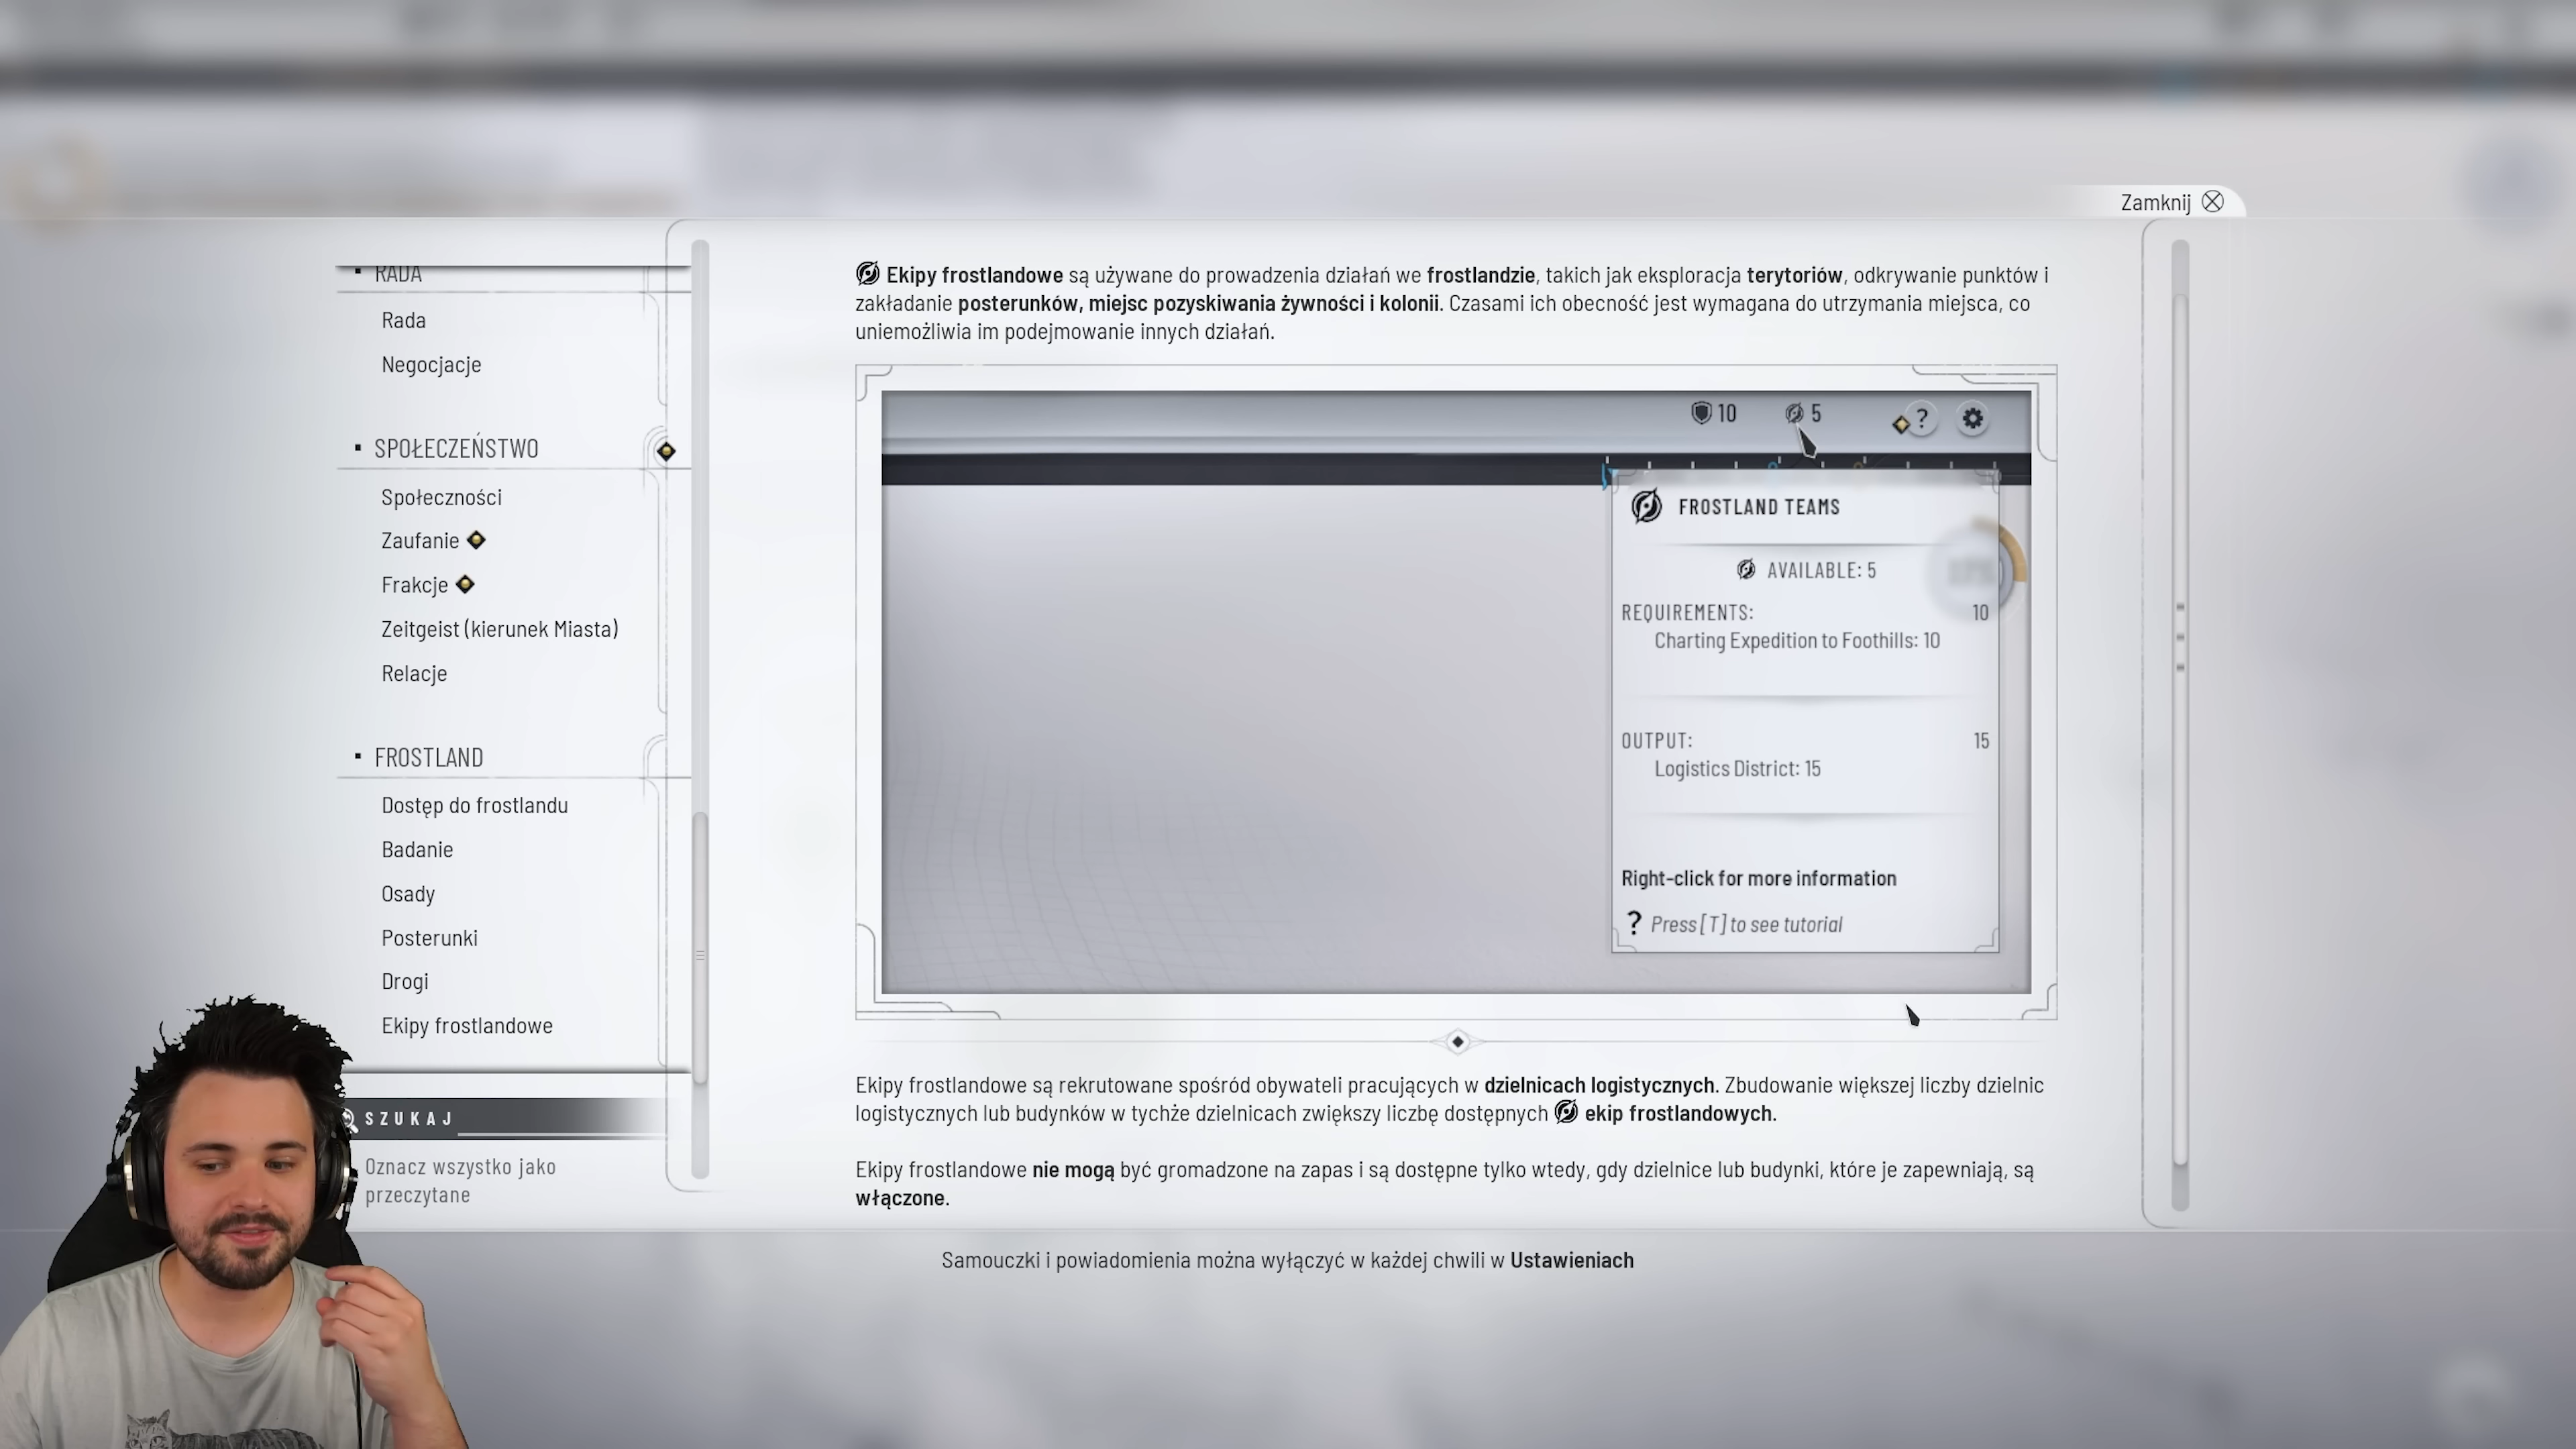 Zamknij
RADA
Rada
Negocjacje
SPOŁECZEŃSTWO
Społeczności
Zaufanie
Frakcje
Zeitgeist (kierunek Miasta)
Relacje
FROSTLAND
Dostęp do frostlandu
Badanie
Osady
Posterunki
Drogi
Ekipy frostlandowe
SZUKAJ
Oznacz wszystko jako
przeczytane
Ekipy frostlandowe są używane do prowadzenia działań we frostlandzie, takich jak eksploracja terytoriów, odkrywanie punktów i
zakładanie posterunków, miejsc pozyskiwania żywności i kolonii. Czasami ich obecność jest wymagana do utrzymania miejsca, co
uniemożliwia im podejmowanie innych działań.
10 5 ?
FROSTLAND TEAMS
AVAILABLE: 5
REQUIREMENTS: 10
Charting Expedition to Foothills: 10
OUTPUT: 15
Logistics District: 15
Right-click for more information
? Press [T] to see tutorial
Ekipy frostlandowe są rekrutowane spośród obywateli pracujących w dzielnicach logistycznych. Zbudowanie większej liczby dzielnic
logistycznych lub budynków w tychże dzielnicach zwiększy liczbę dostępnych ekip frostlandowych.
Ekipy frostlandowe nie mogą być gromadzone na zapas i są dostępne tylko wtedy, gdy dzielnice lub budynki, które je zapewniają, są
włączone.
Samouczki i powiadomienia można wyłączyć w każdej chwili w Ustawieniach